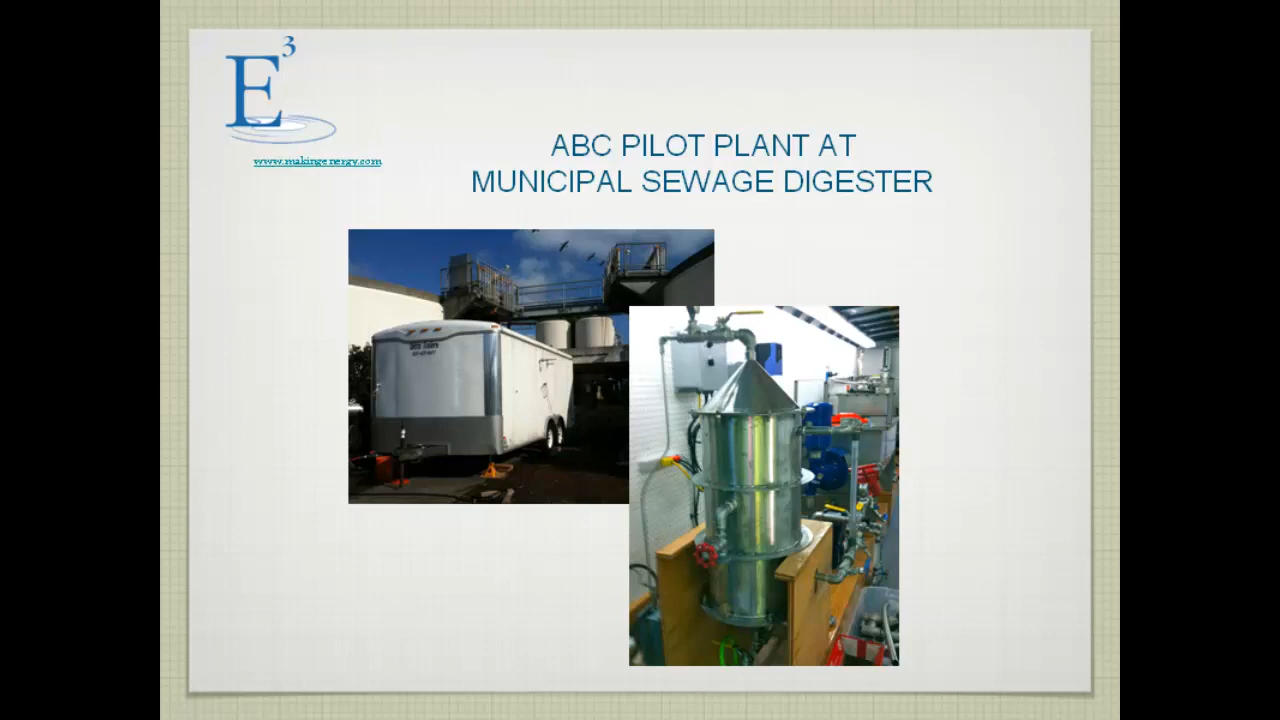 E³
www.makingenergy.com
ABC PILOT PLANT AT
MUNICIPAL SEWAGE DIGESTER